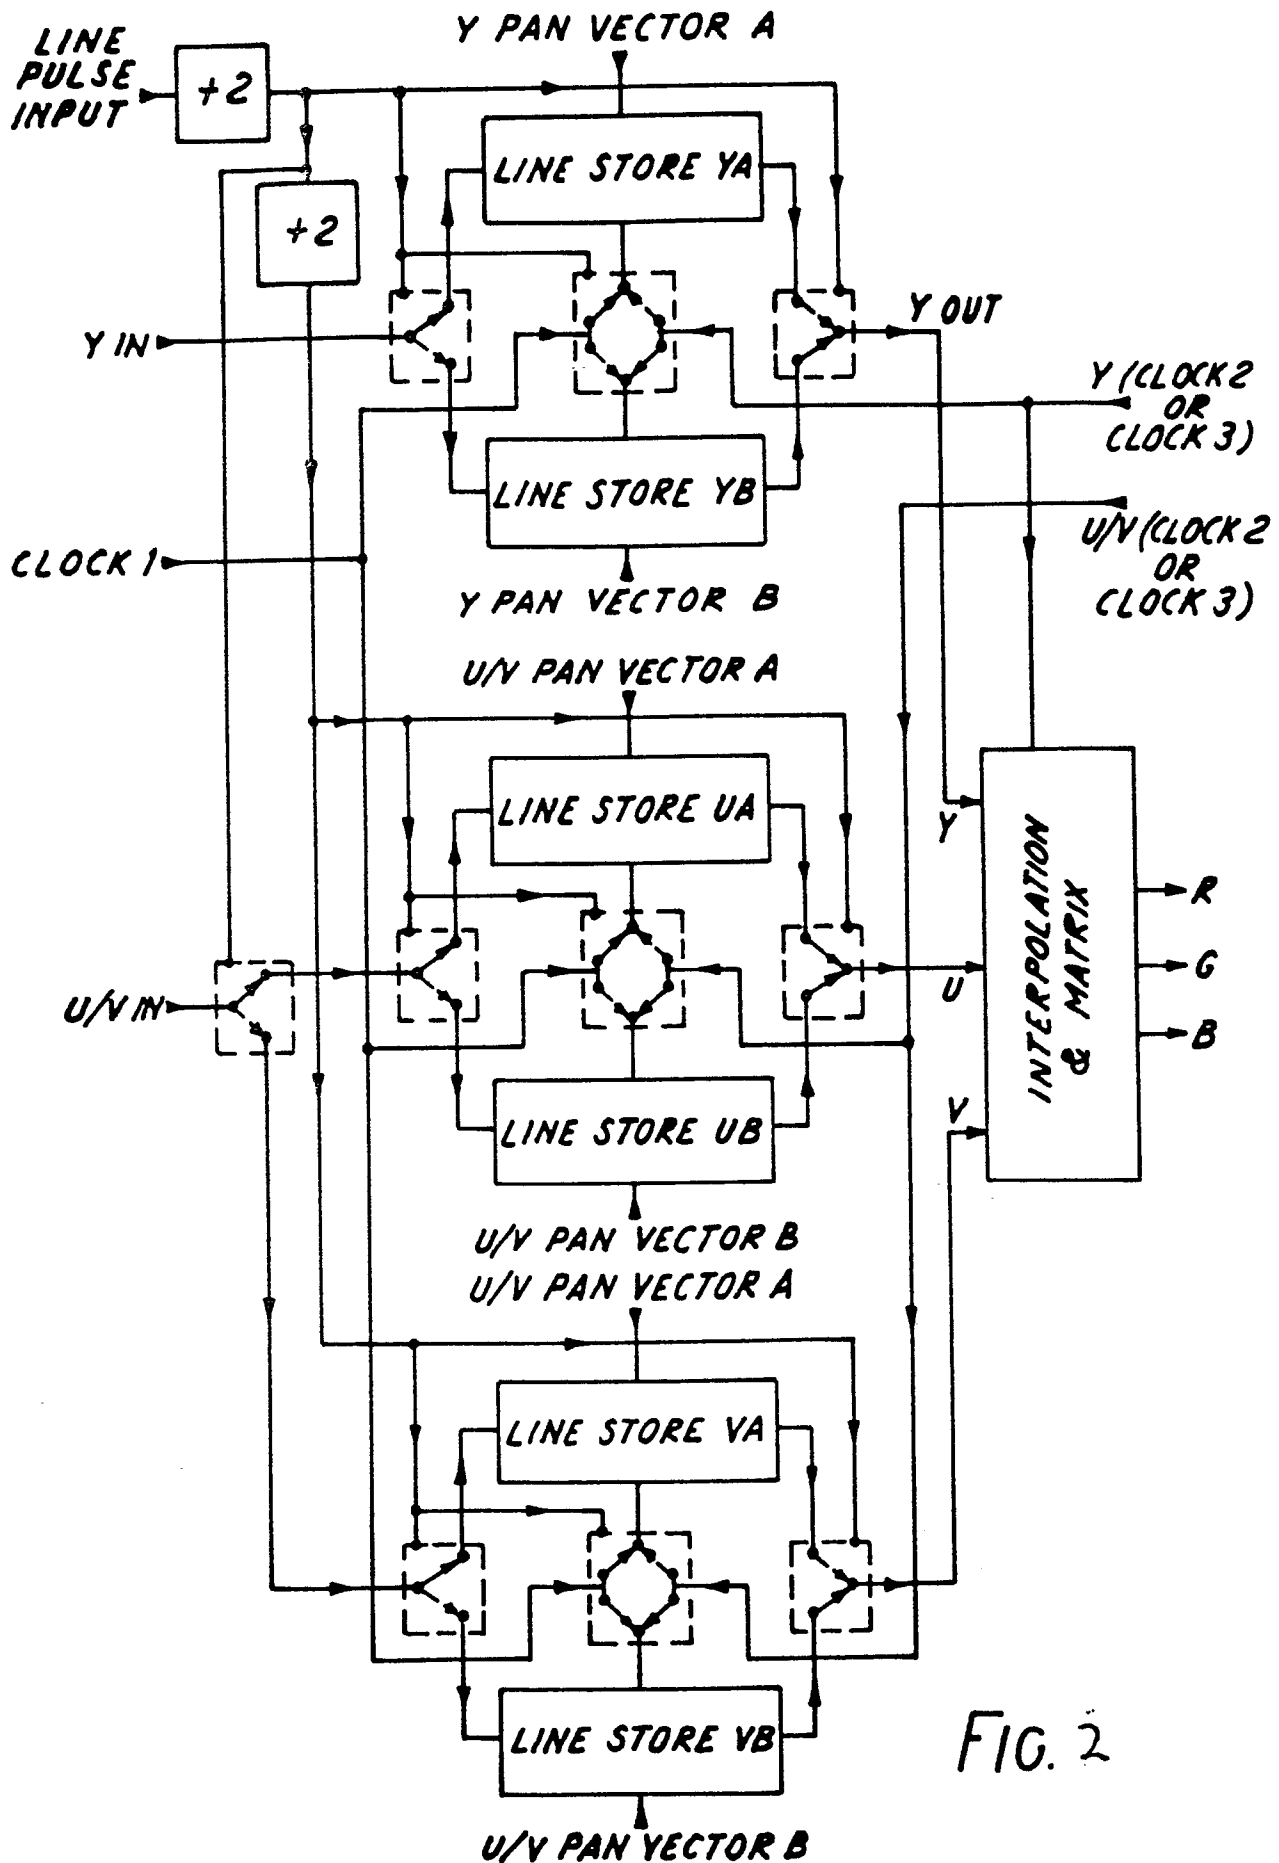 Y PAN VECTOR A
LINE
PULSE
INPUT
+2
LINE STORE YA
+2
Y IN
Y OUT
Y (CLOCK 2
OR
CLOCK 3)
LINE STORE YB
CLOCK 1
U/V (CLOCK 2
OR
CLOCK 3)
Y PAN VECTOR B
U/V PAN VECTOR A
LINE STORE UA
Y
INTERPOLATION
& MATRIX
R
G
B
U/V IN
U
V
LINE STORE UB
U/V PAN VECTOR B
U/V PAN VECTOR A
LINE STORE VA
LINE STORE VB
FIG. 2
U/V PAN VECTOR B